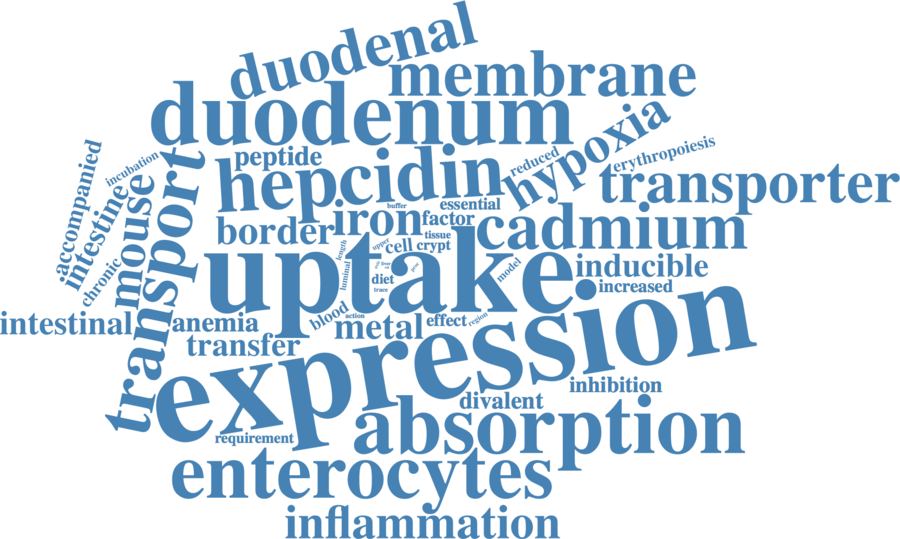 duodenal
membrane
duodenum
hypoxia
accompanied
incubation
peptide
reduced
erythropoiesis
hepcidin
transporter
intestine
mouse
transport
buffer
essential
border
iron
factor
cadmium
tissue
upper
cell
crypt
length
luminal
uptake
liver
diet
trace
model
inducible
chronic
increased
intestinal
anemia
blood
action
metal
effect
region
transfer
expression
inhibition
divalent
absorption
requirement
enterocytes
inflammation